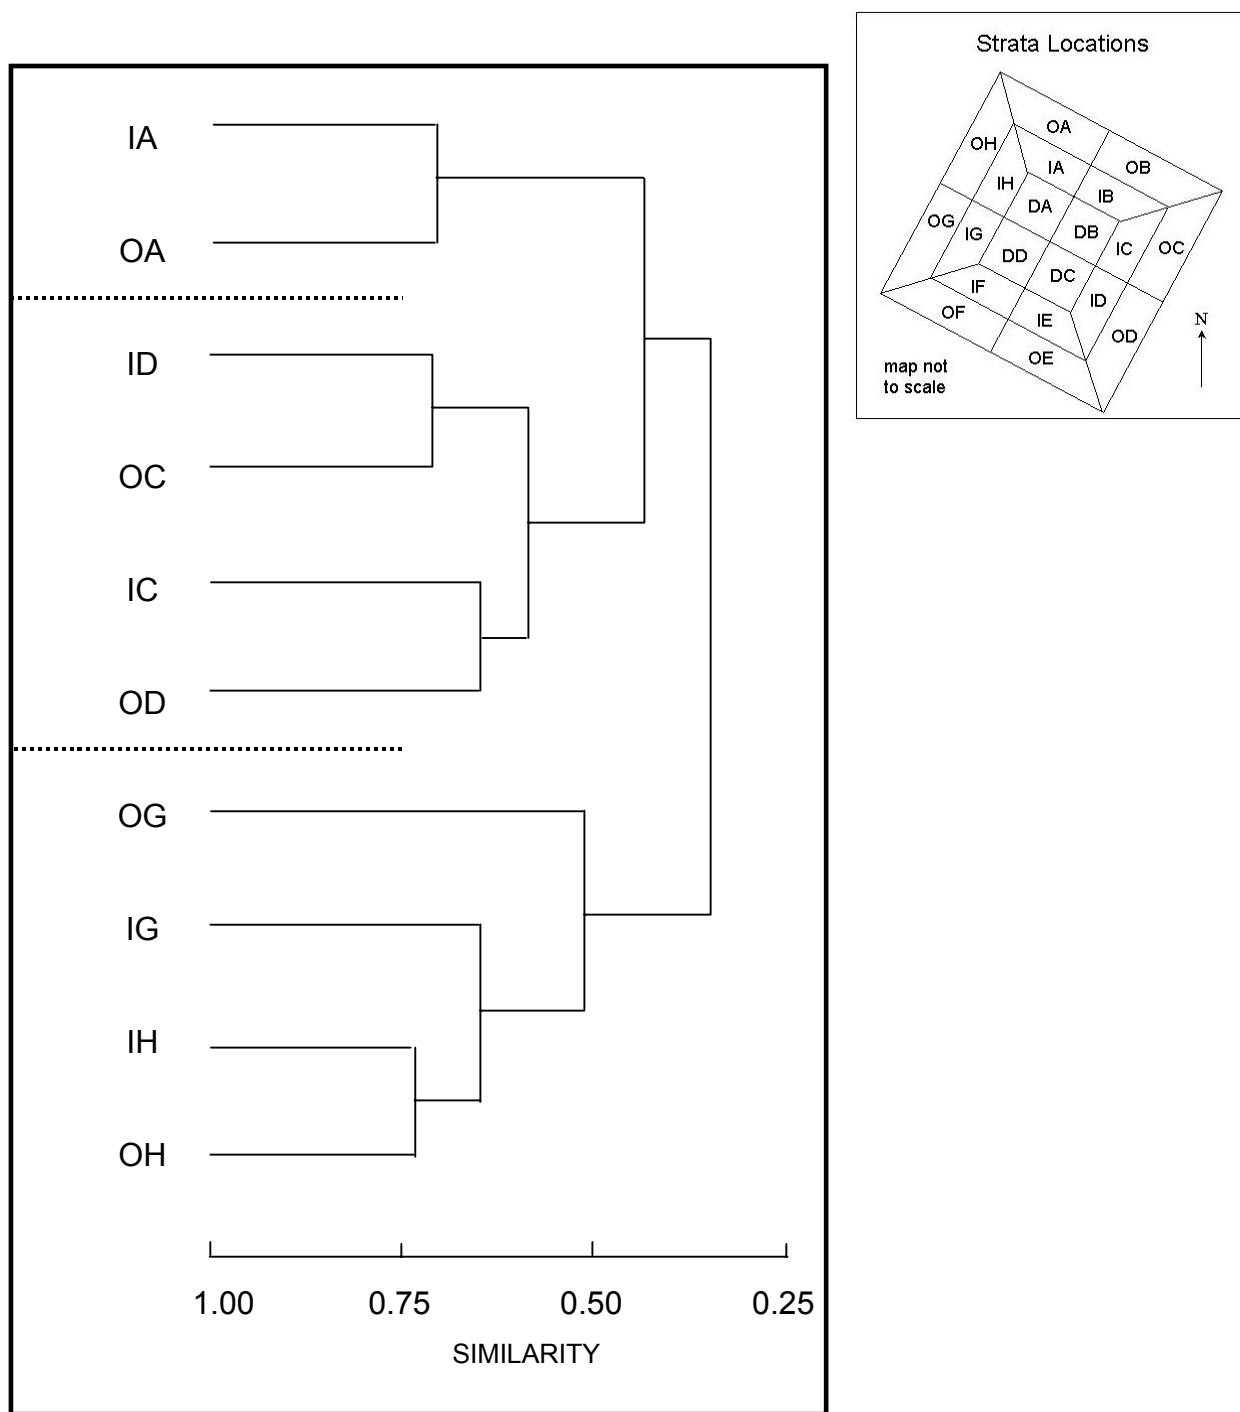 IA
OA
ID
OC
IC
OD
OG
IG
IH
OH
1.00 0.75 0.50 0.25
SIMILARITY
Strata Locations
OA
OH
IA
OB
IH
IB
DA
OG
IG
DB
OC
IC
DD
DC
IF
ID
OF
IE
OD
OE
N
map not
to scale